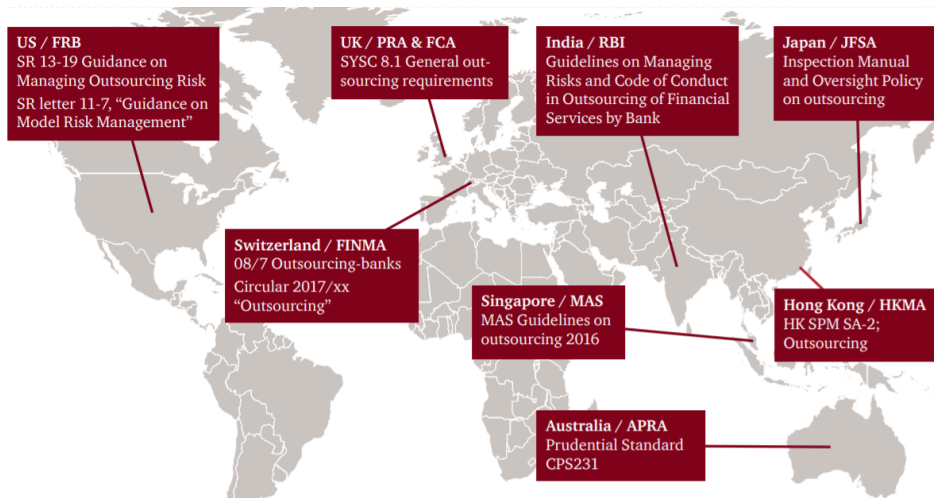 US / FRB
SR 13-19 Guidance on
Managing Outsourcing Risk
SR letter 11-7, “Guidance on
Model Risk Management”
UK / PRA & FCA
SYSC 8.1 General out-
sourcing requirements
India / RBI
Guidelines on Managing
Risks and Code of Conduct
in Outsourcing of Financial
Services by Bank
Japan / JFSA
Inspection Manual
and Oversight Policy
on outsourcing
Switzerland / FINMA
08/7 Outsourcing-banks
Circular 2017/xx
“Outsourcing”
Singapore / MAS
MAS Guidelines on
outsourcing 2016
Hong Kong / HKMA
HK SPM SA-2;
Outsourcing
Australia / APRA
Prudential Standard
CPS231